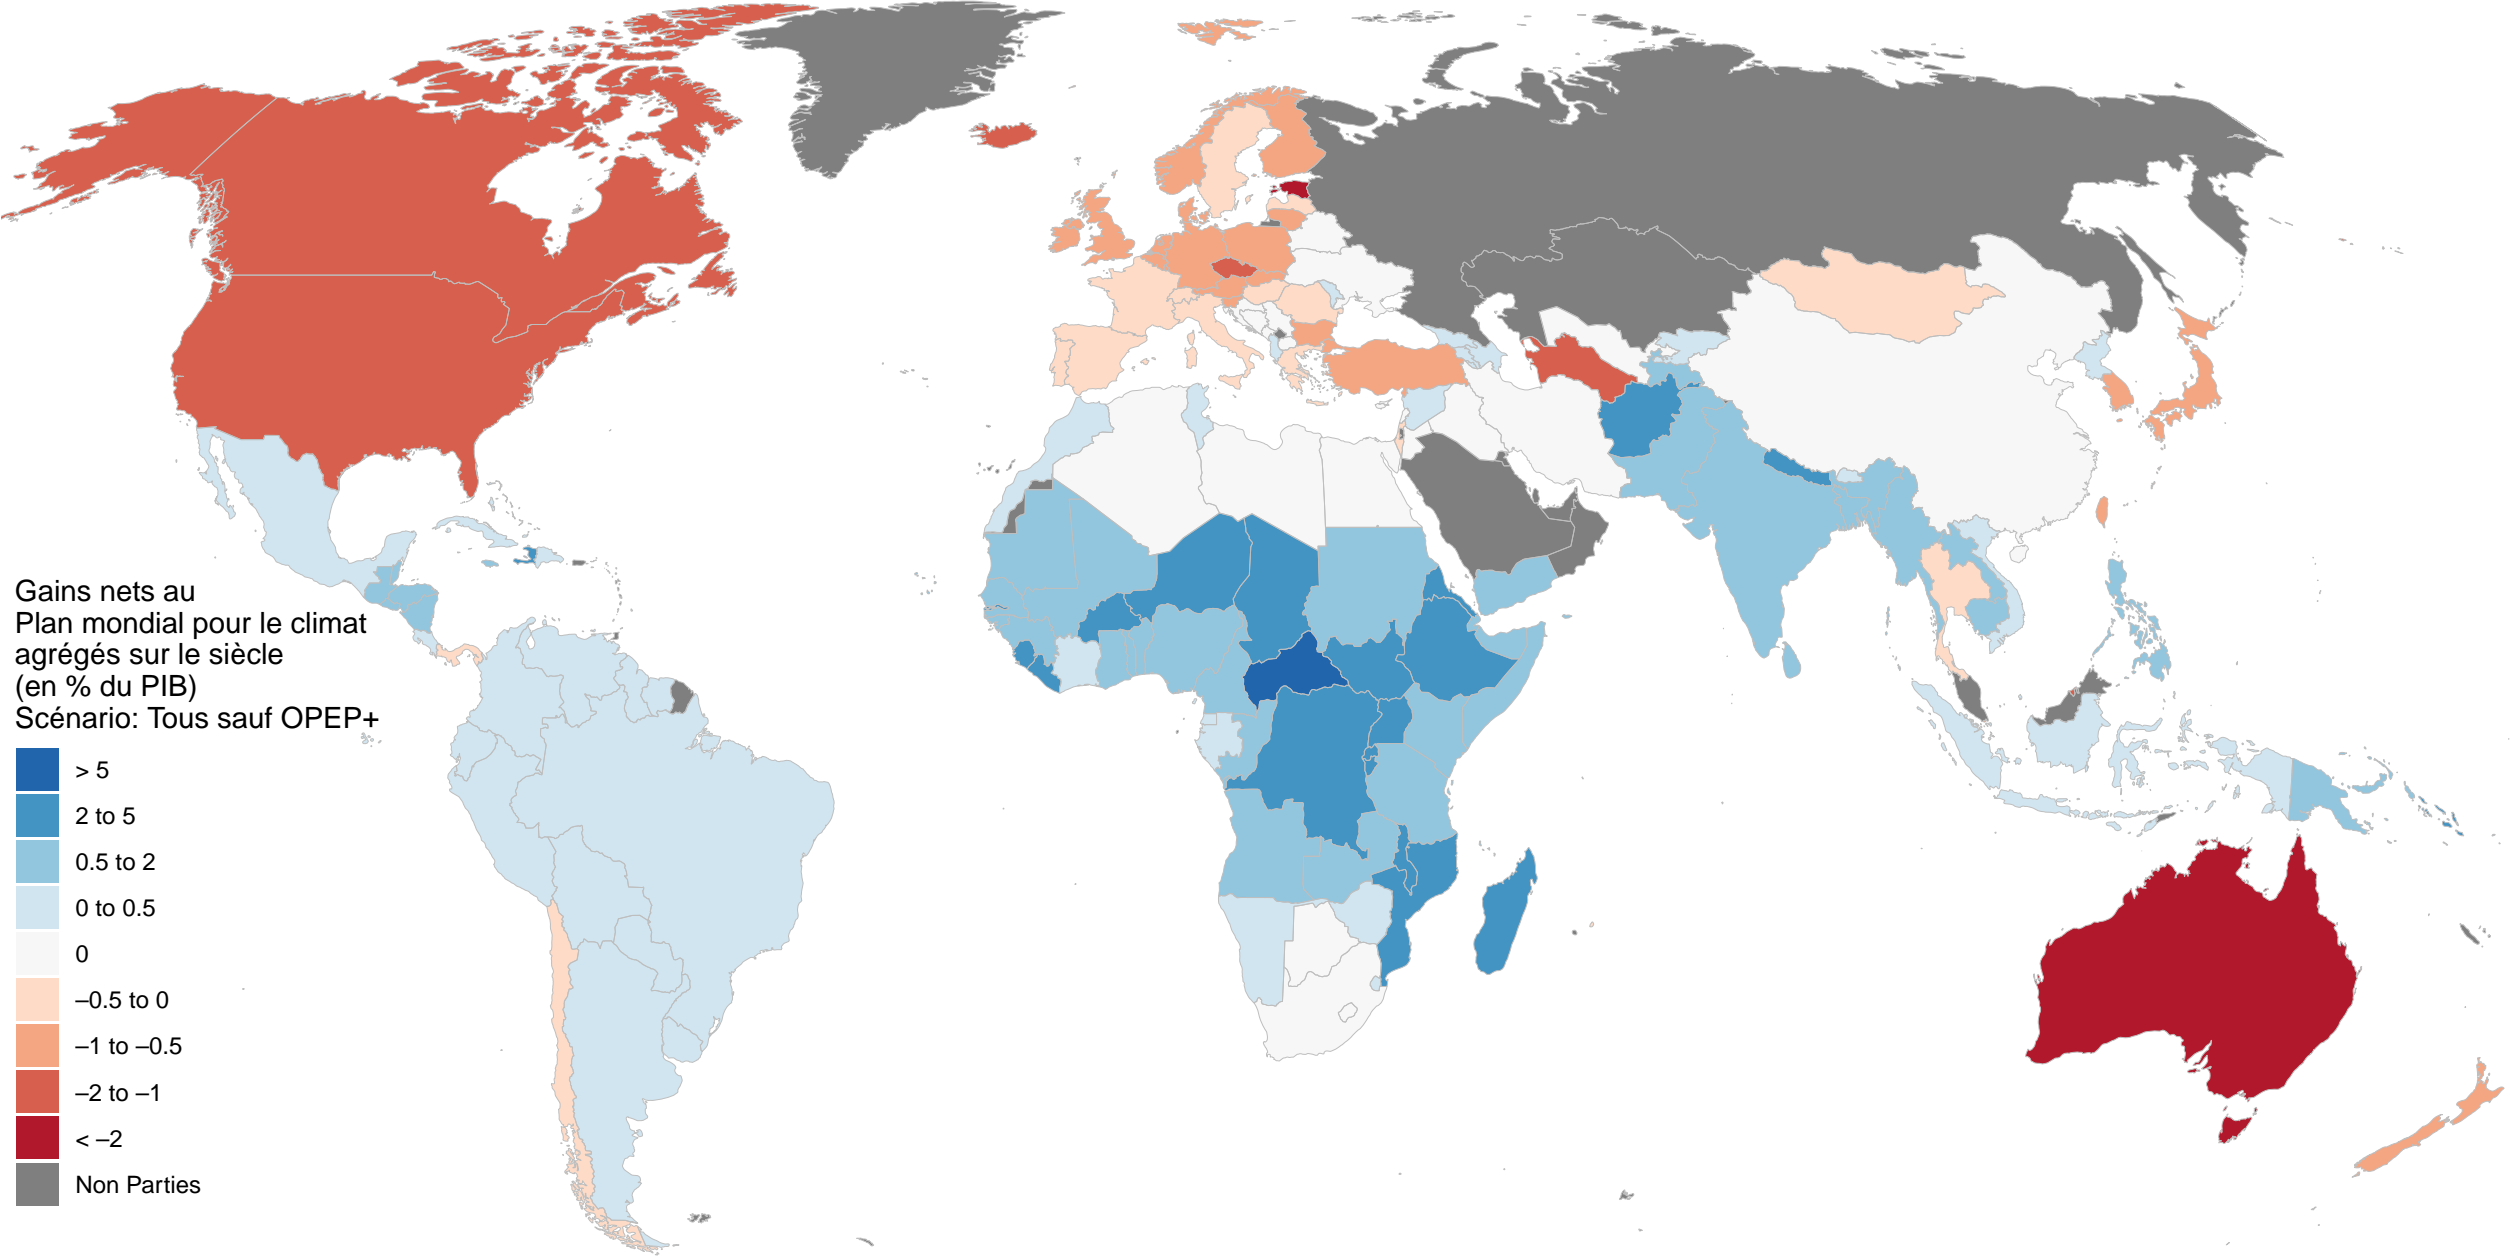 Gains nets au
Plan mondial pour le climat
agrégés sur le siècle
(en % du PIB)
Scénario: Tous sauf OPEP+
> 5
2 to 5
0.5 to 2
0 to 0.5
0
–0.5 to 0
–1 to –0.5
–2 to –1
< –2
Non Parties